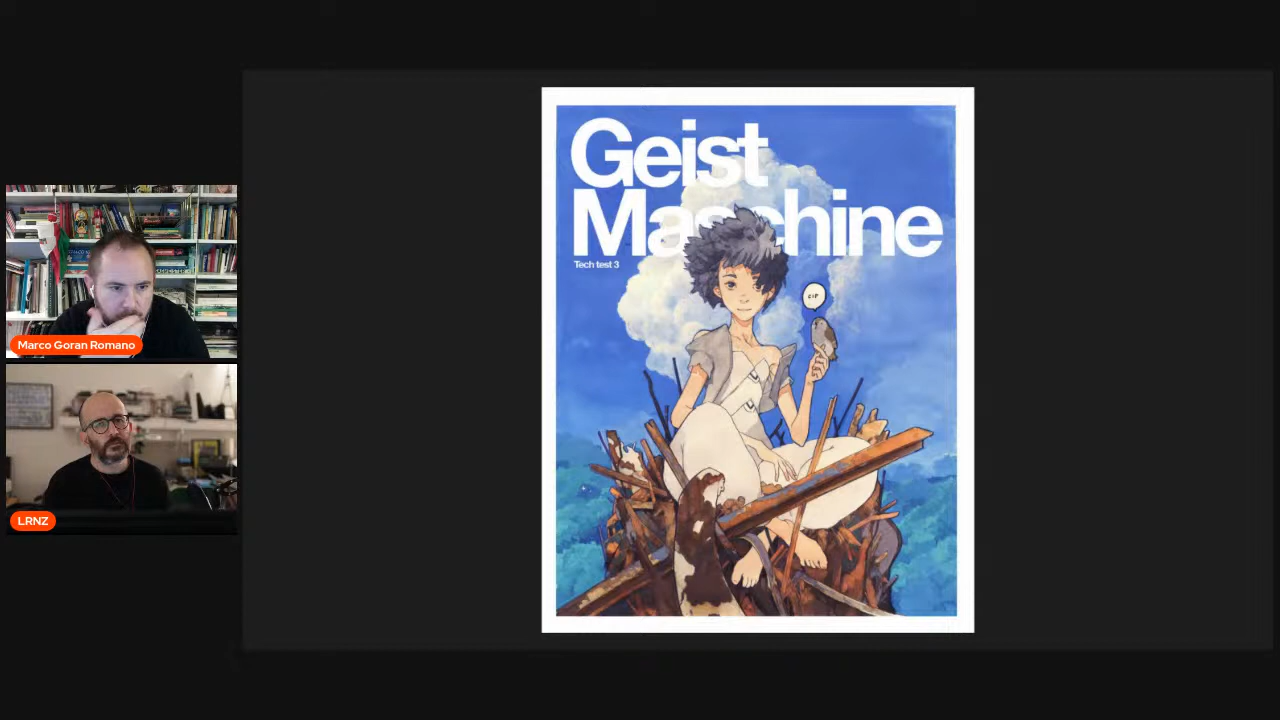 Geist
Maschine
Tech test 3
CIP
Marco Goran Romano
LRNZ